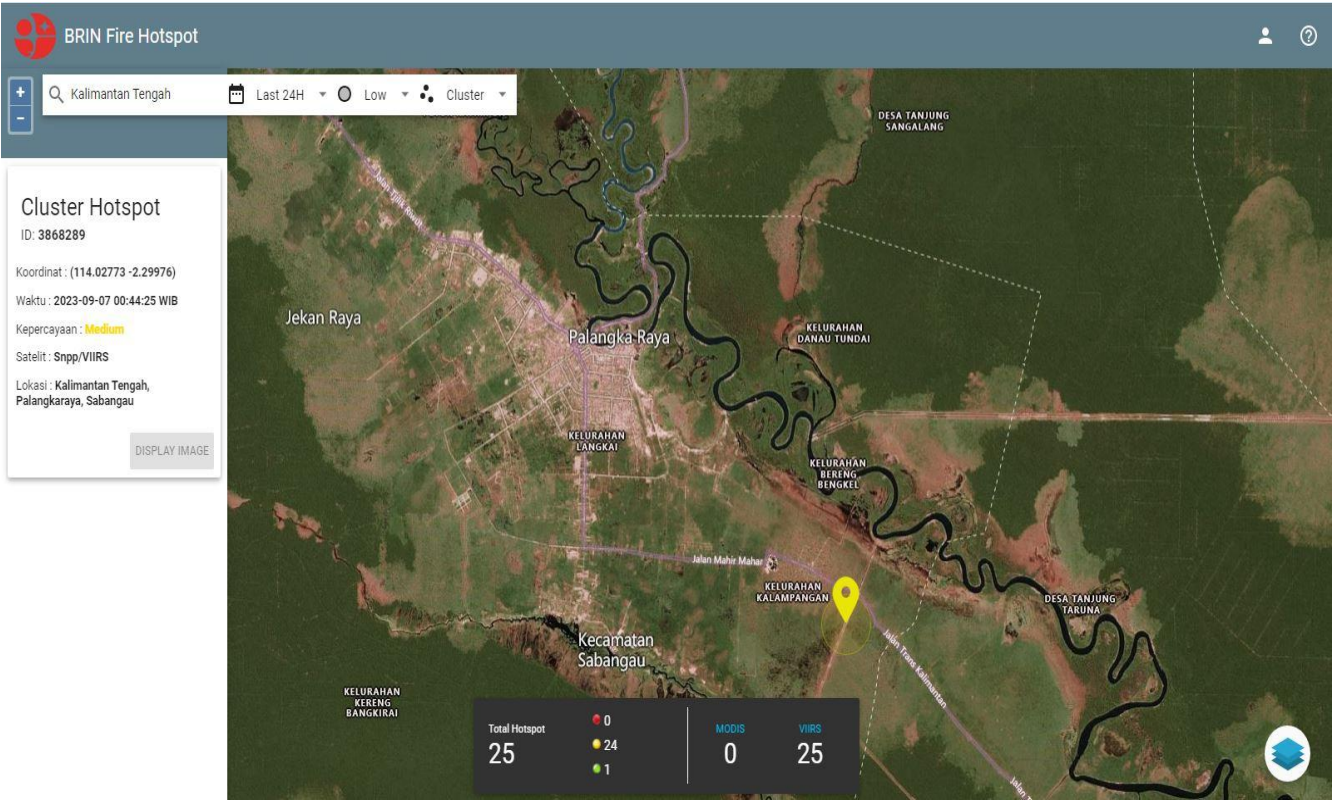 BRIN Fire Hotspot
+
−
Kalimantan Tengah
Last 24H
Low
Cluster
Cluster Hotspot
ID: 3868289
Koordinat : (114.02773 -2.29976)
Waktu : 2023-09-07 00:44:25 WIB
Kepercayaan : Medium
Satelit : Snpp/VIIRS
Lokasi : Kalimantan Tengah,
Palangkaraya, Sabangau
DISPLAY IMAGE
DESA TANJUNG
SANGALANG
Jalan Tjilik Riwut
Jekan Raya
Palangka Raya
KELURAHAN
DANAU TUNDAI
KELURAHAN
LANGKAI
KELURAHAN
BERENG
BENGKEL
Jalan Mahir Mahar
KELURAHAN
KALAMPANGAN
DESA TANJUNG
TARUNA
Kecamatan
Sabangau
Jalan Trans Kalimantan
KELURAHAN
KERENG
BANGKIRAI
Jalan
Total Hotspot
25
0
24
1
MODIS
0
VIIRS
25